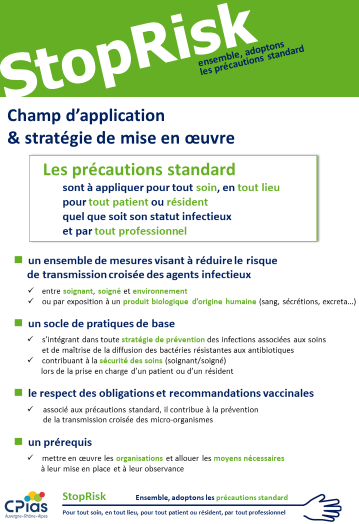 StopRisk
ensemble, adoptons
les précautions standard
Champ d'application
& stratégie de mise en œuvre
Les précautions standard
sont à appliquer pour tout soin, en tout lieu
pour tout patient ou résident
quel que soit son statut infectieux
et par tout professionnel
un ensemble de mesures visant à réduire le risque
de transmission croisée des agents infectieux
entre soignant, soigné et environnement
ou par exposition à un produit biologique d'origine humaine (sang, sécrétions, excreta…)
un socle de pratiques de base
s'intégrant dans toute stratégie de prévention des infections associées aux soins
et de maîtrise de la diffusion des bactéries résistantes aux antibiotiques
contribuant à la sécurité des soins (soignant/soigné)
lors de la prise en charge d'un patient ou d'un résident
le respect des obligations et recommandations vaccinales
associé aux précautions standard, il contribue à la prévention
de la transmission croisée des micro-organismes
un prérequis
mettre en œuvre les organisations et allouer les moyens nécessaires
à leur mise en place et à leur observance
CPias
Auvergne-Rhône-Alpes
StopRisk
Ensemble, adoptons les précautions standard
Pour tout soin, en tout lieu, pour tout patient ou résident, par tout professionnel